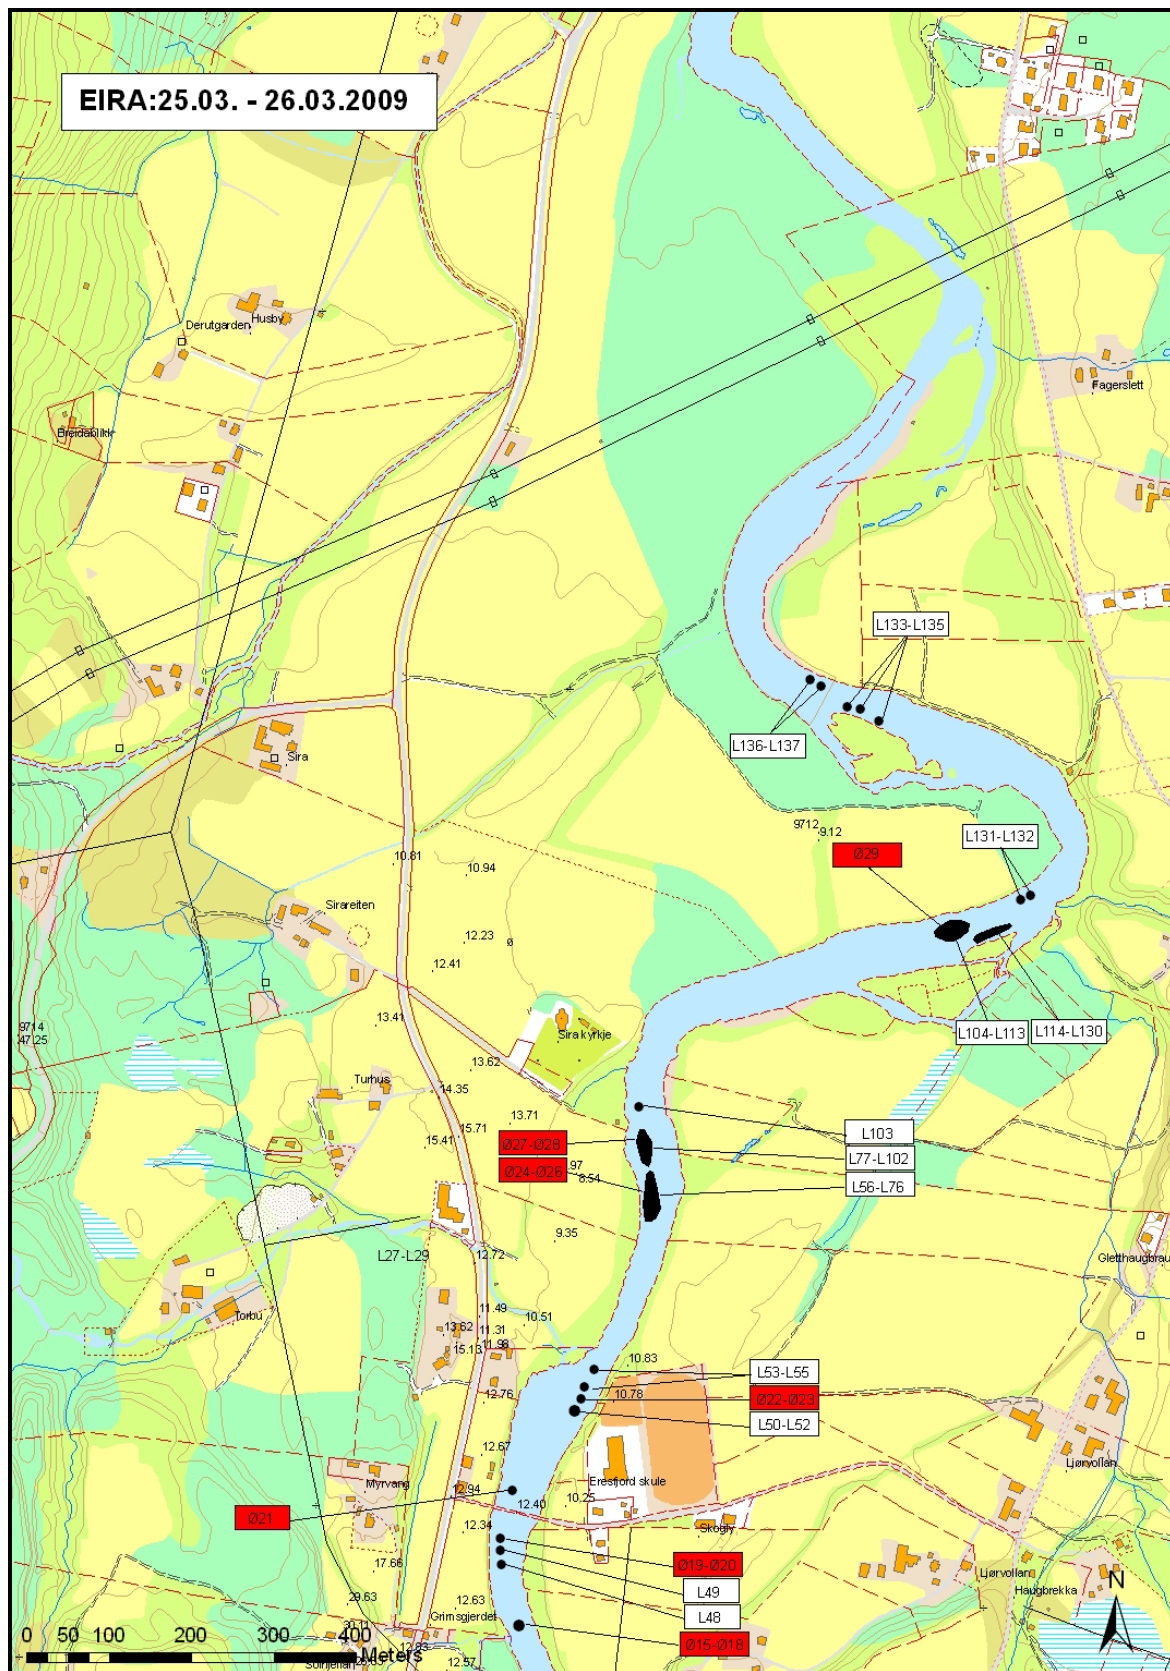 EIRA:25.03. - 26.03.2009
Derutgarden
Husby
Fagerslett
Breidablikk
L133-L135
L136-L137
Sira
9712
9.12
L131-L132
Ø29
10.81
10.94
Sirareiten
12.23
12.41
9714
47.25
13.41
Sira kyrkje
L104-L113
L114-L130
13.62
Turhus
14.35
13.71
15.71
15.41
L103
Ø27-Ø28
L77-L102
.97
8.54
Ø24-Ø26
L56-L76
9.35
L27-L29
12.72
Gletthaugbrau
Torbu
11.49
10.51
13.62
11.31
11.98
15.13
10.83
L53-L55
12.76
10.78
Ø22-Ø23
L50-L52
12.67
Ljørvollan
Myrvang
Eresfjord skule
12.94
10.25
12.40
Ø21
12.34
Skogly
17.66
Ø19-Ø20
Ljørvollan
Haugbrekka
N
29.63
12.63
L49
Grimsgjerdet
L48
Ø15-Ø18
0 50 100 200 300 400
12.83
Meters
12.57